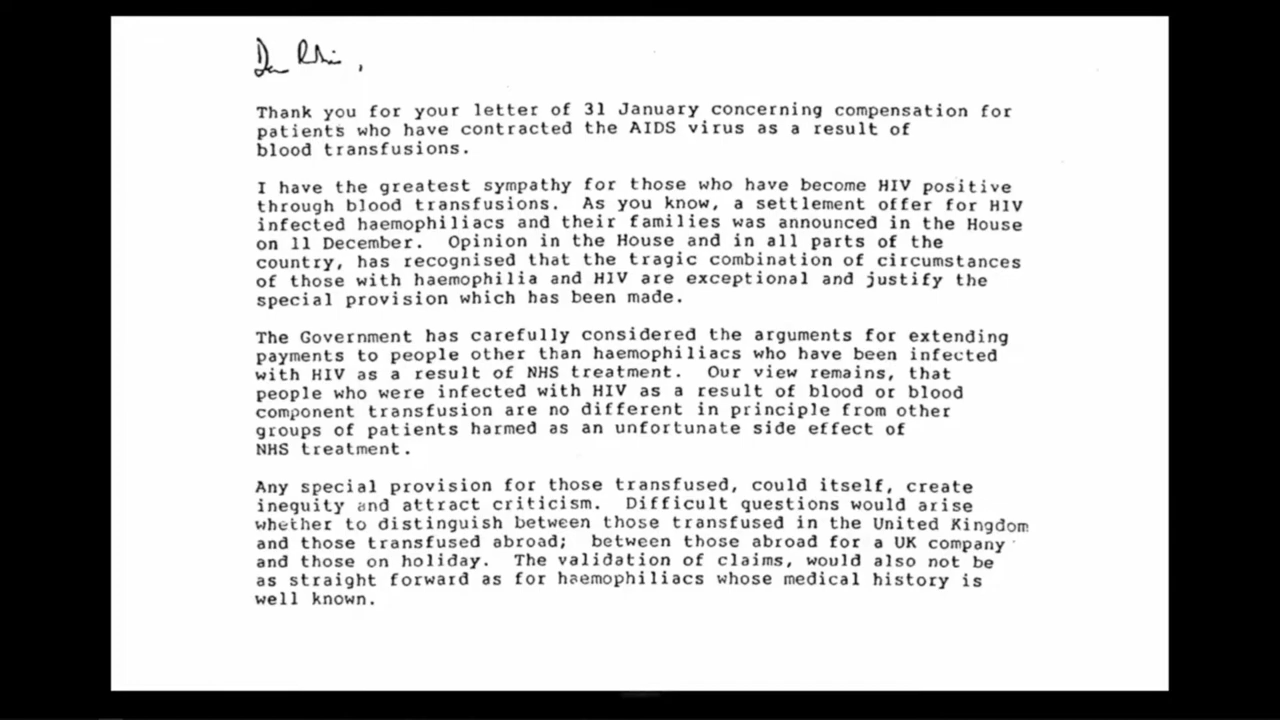 Dear
Thank you for your letter of 31 January concerning compensation for
patients who have contracted the AIDS virus as a result of
blood transfusions.
I have the greatest sympathy for those who have become HIV positive
through blood transfusions. As you know, a settlement offer for HIV
infected haemophiliacs and their families was announced in the House
on 11 December. Opinion in the House and in all parts of the
country, has recognised that the tragic combination of circumstances
of those with haemophilia and HIV are exceptional and justify the
special provision which has been made.
The Government has carefully considered the arguments for extending
payments to people other than haemophiliacs who have been infected
with HIV as a result of NHS treatment. Our view remains, that
people who were infected with HIV as a result of blood or blood
component transfusion are no different in principle from other
groups of patients harmed as an unfortunate side effect of
NHS treatment.
Any special provision for those transfused, could itself, create
inequity and attract criticism. Difficult questions would arise
whether to distinguish between those transfused in the United Kingdom
and those transfused abroad; between those abroad for a UK company
and those on holiday. The validation of claims, would also not be
as straight forward as for haemophiliacs whose medical history is
well known.